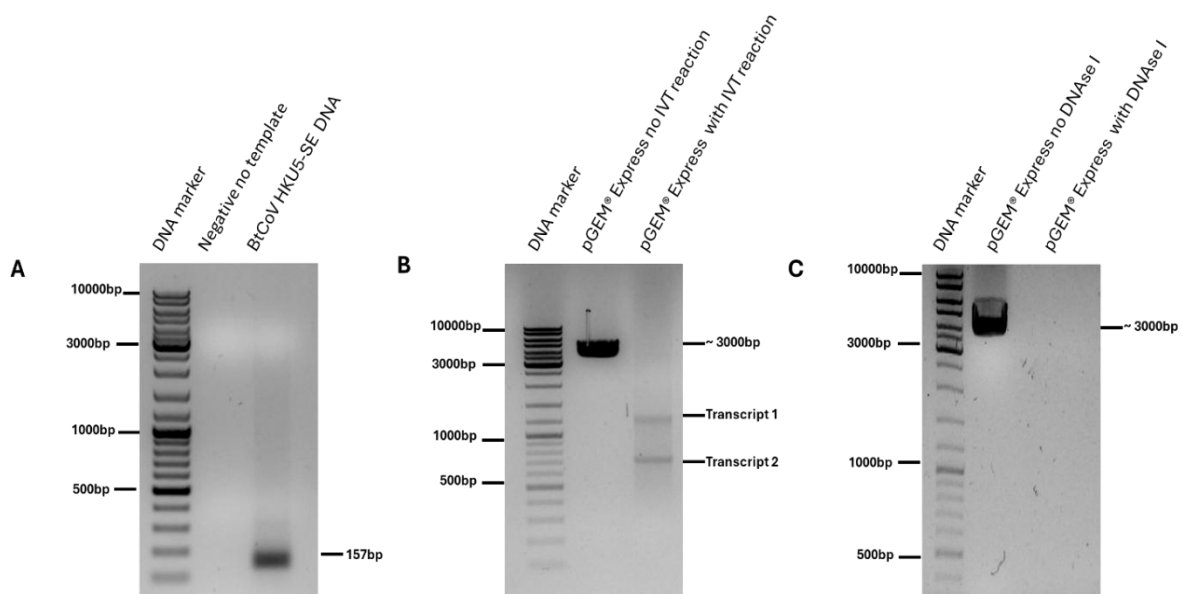 A
DNA marker
Negative no template
BtCoV HKU5-SE DNA
10000bp
3000bp
1000bp
500bp
157bp
B
DNA marker
pGEM® Express no IVT reaction
pGEM® Express with IVT reaction
10000bp
3000bp
1000bp
500bp
~ 3000bp
Transcript 1
Transcript 2
C
DNA marker
pGEM® Express no DNAse I
pGEM® Express with DNAse I
10000bp
3000bp
1000bp
500bp
~ 3000bp